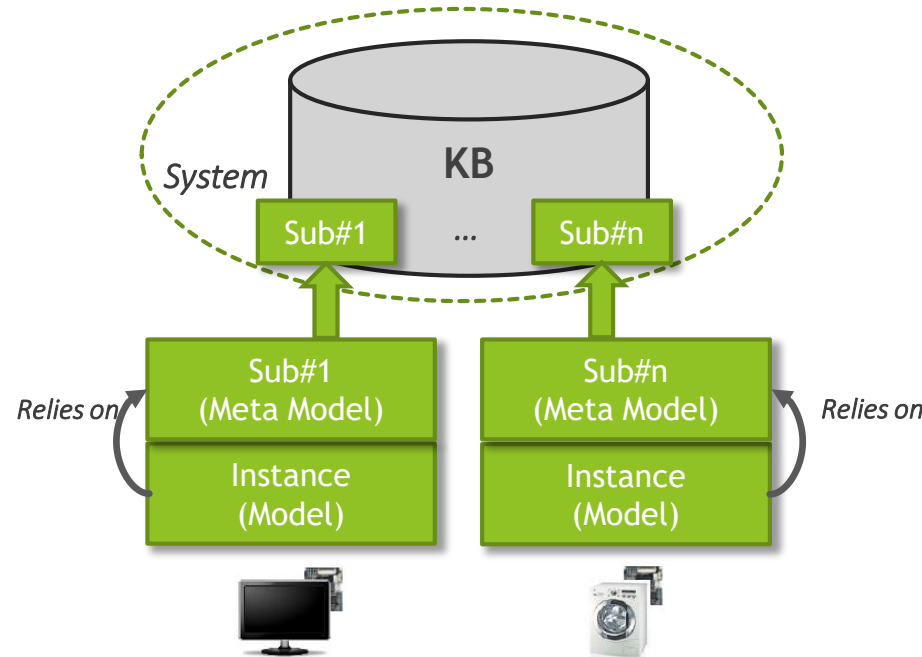 KB
System
Sub#1
...
Sub#n
Sub#1
(Meta Model)
Sub#n
(Meta Model)
Relies on
Relies on
Instance
(Model)
Instance
(Model)